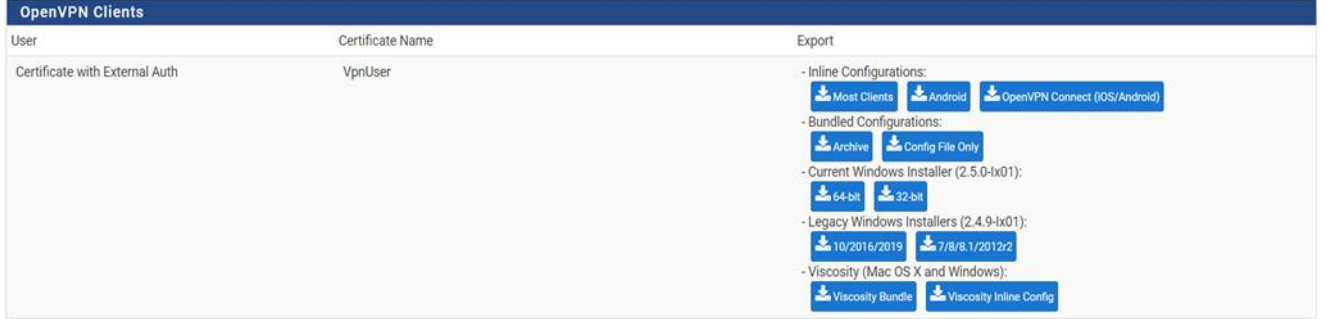 OpenVPN Clients
User Certificate Name Export
Certificate with External Auth VpnUser - Inline Configurations:
Most Clients Android OpenVPN Connect (iOS/Android)
- Bundled Configurations:
Archive Config File Only
- Current Windows Installer (2.5.0-Ix01):
64-bit 32-bit
- Legacy Windows Installers (2.4.9-Ix01):
10/2016/2019 7/8/8.1/2012r2
- Viscosity (Mac OS X and Windows):
Viscosity Bundle Viscosity Inline Config